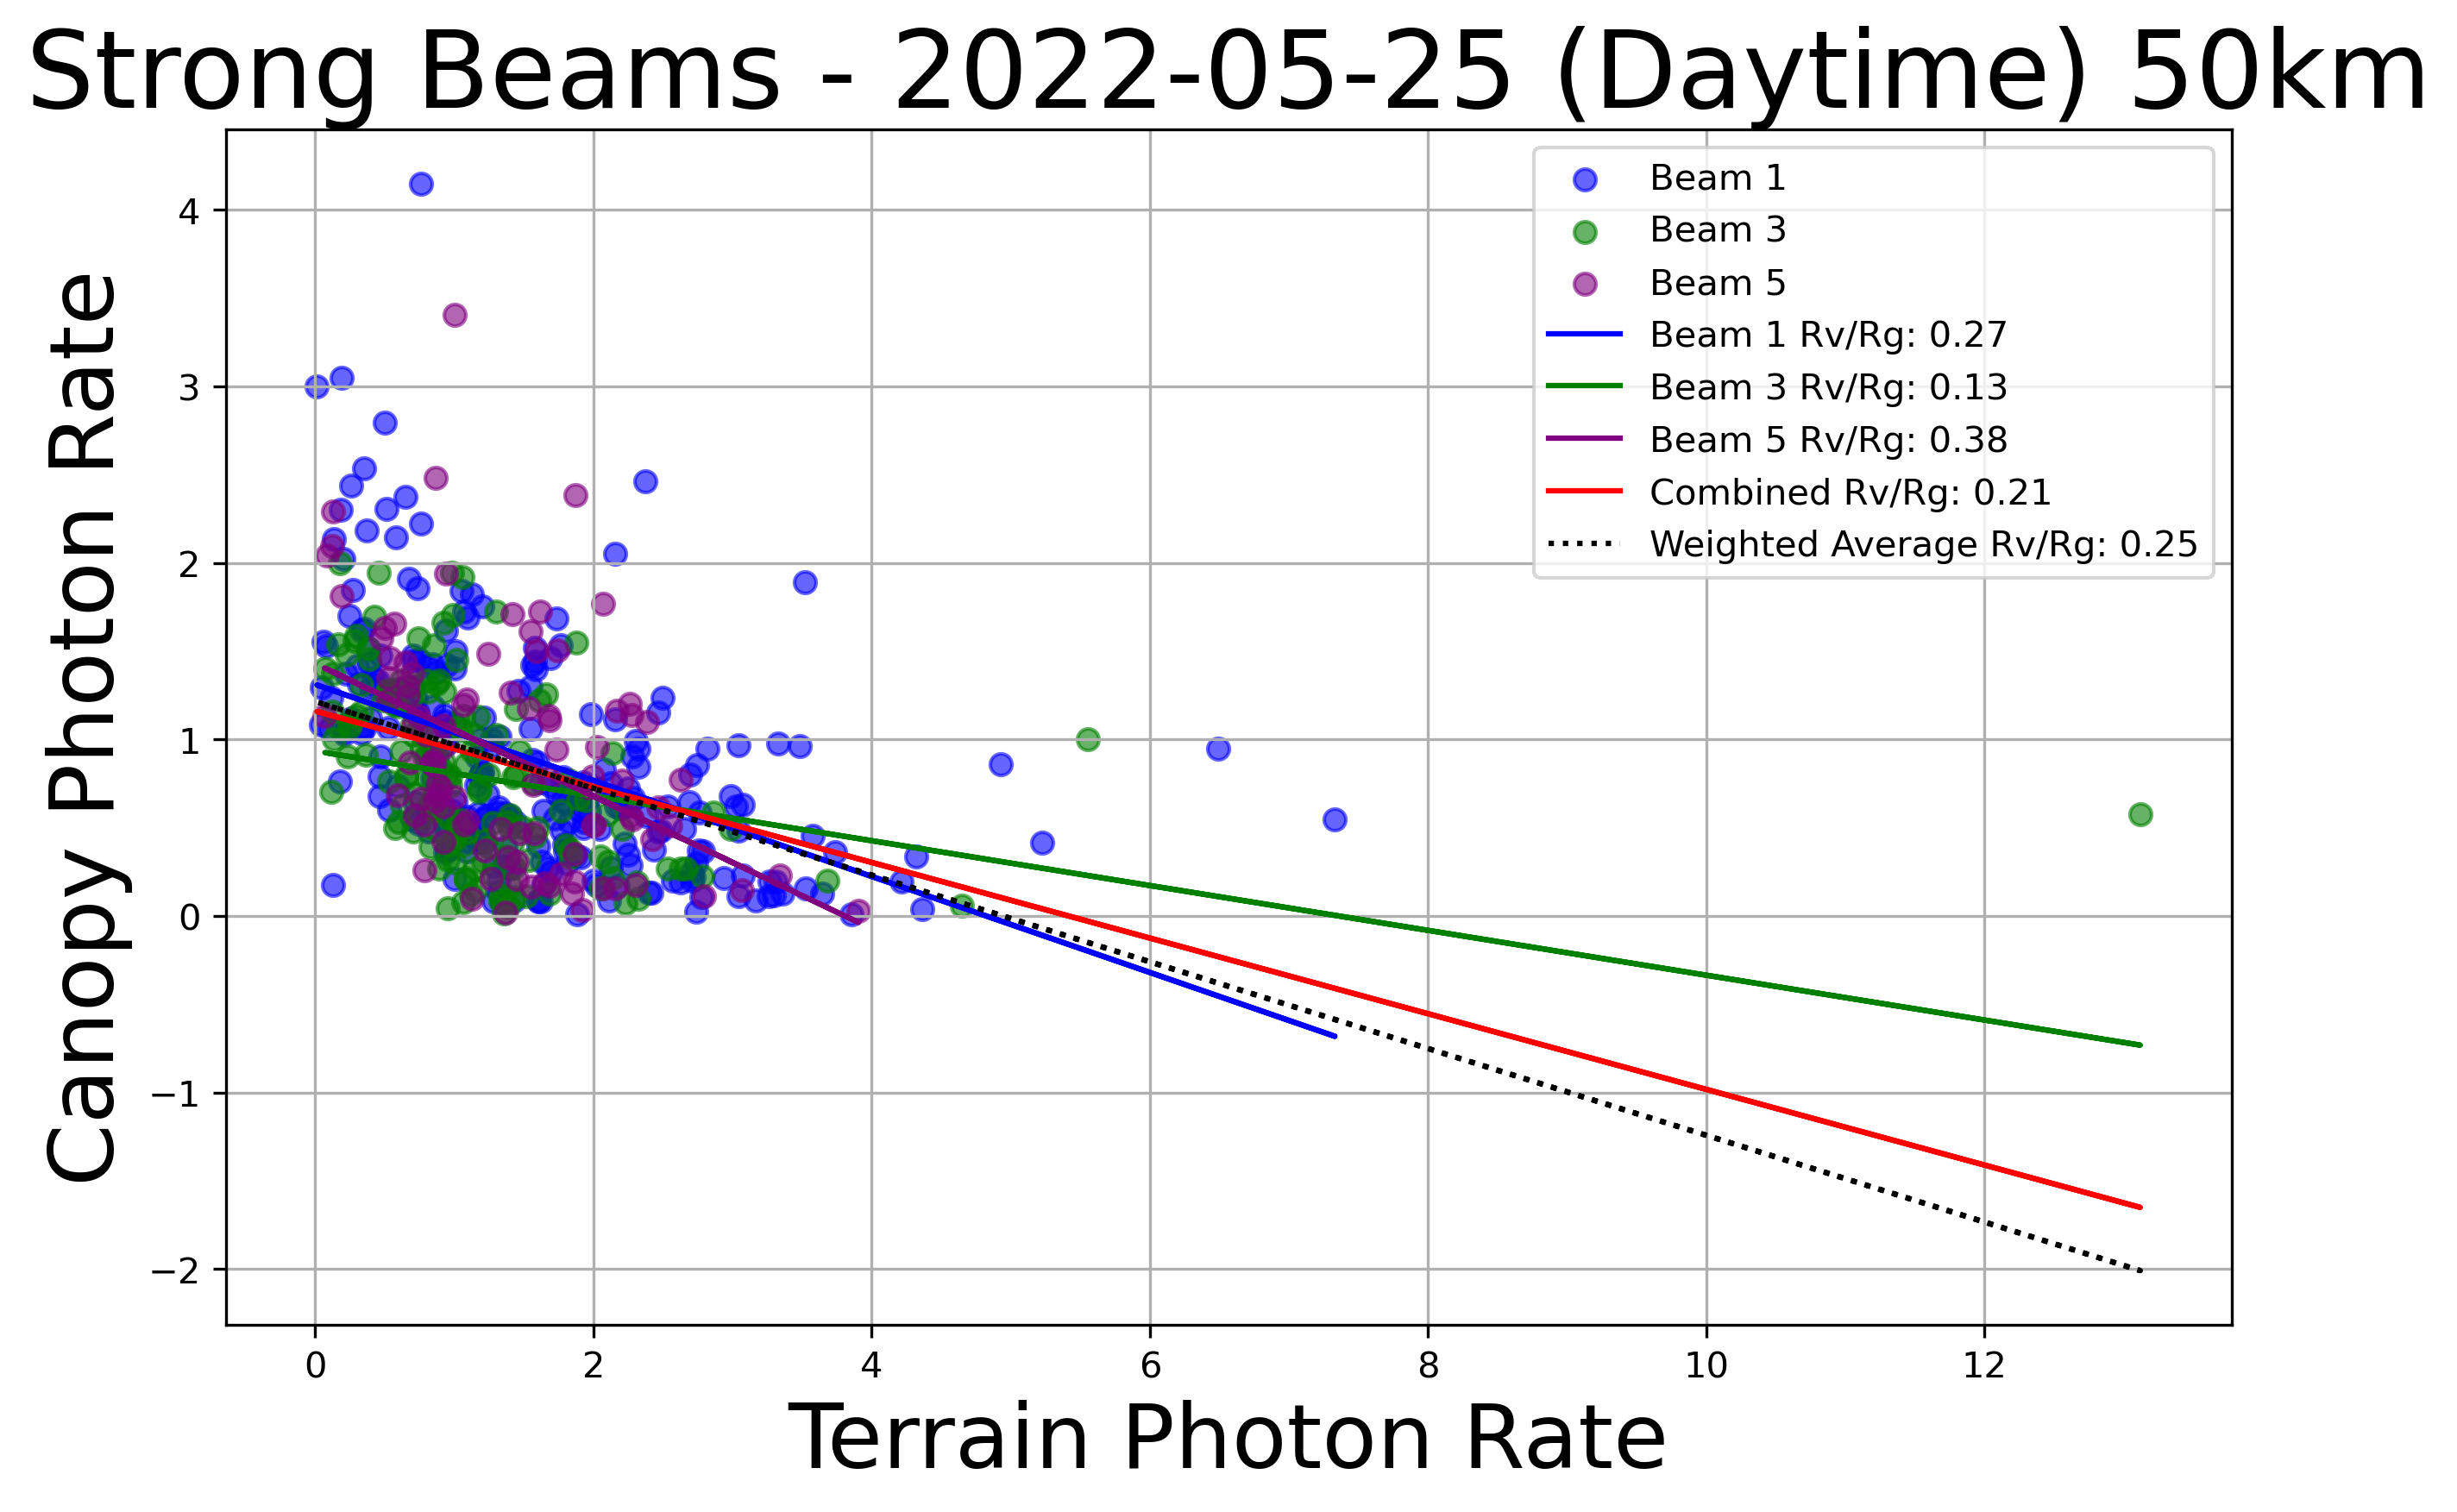 Strong Beams - 2022-05-25 (Daytime) 50km
Canopy Photon Rate
4
3
2
1
0
−1
−2
Beam 1
Beam 3
Beam 5
Beam 1 Rv/Rg: 0.27
Beam 3 Rv/Rg: 0.13
Beam 5 Rv/Rg: 0.38
Combined Rv/Rg: 0.21
Weighted Average Rv/Rg: 0.25
0 2 4 6 8 10 12
Terrain Photon Rate